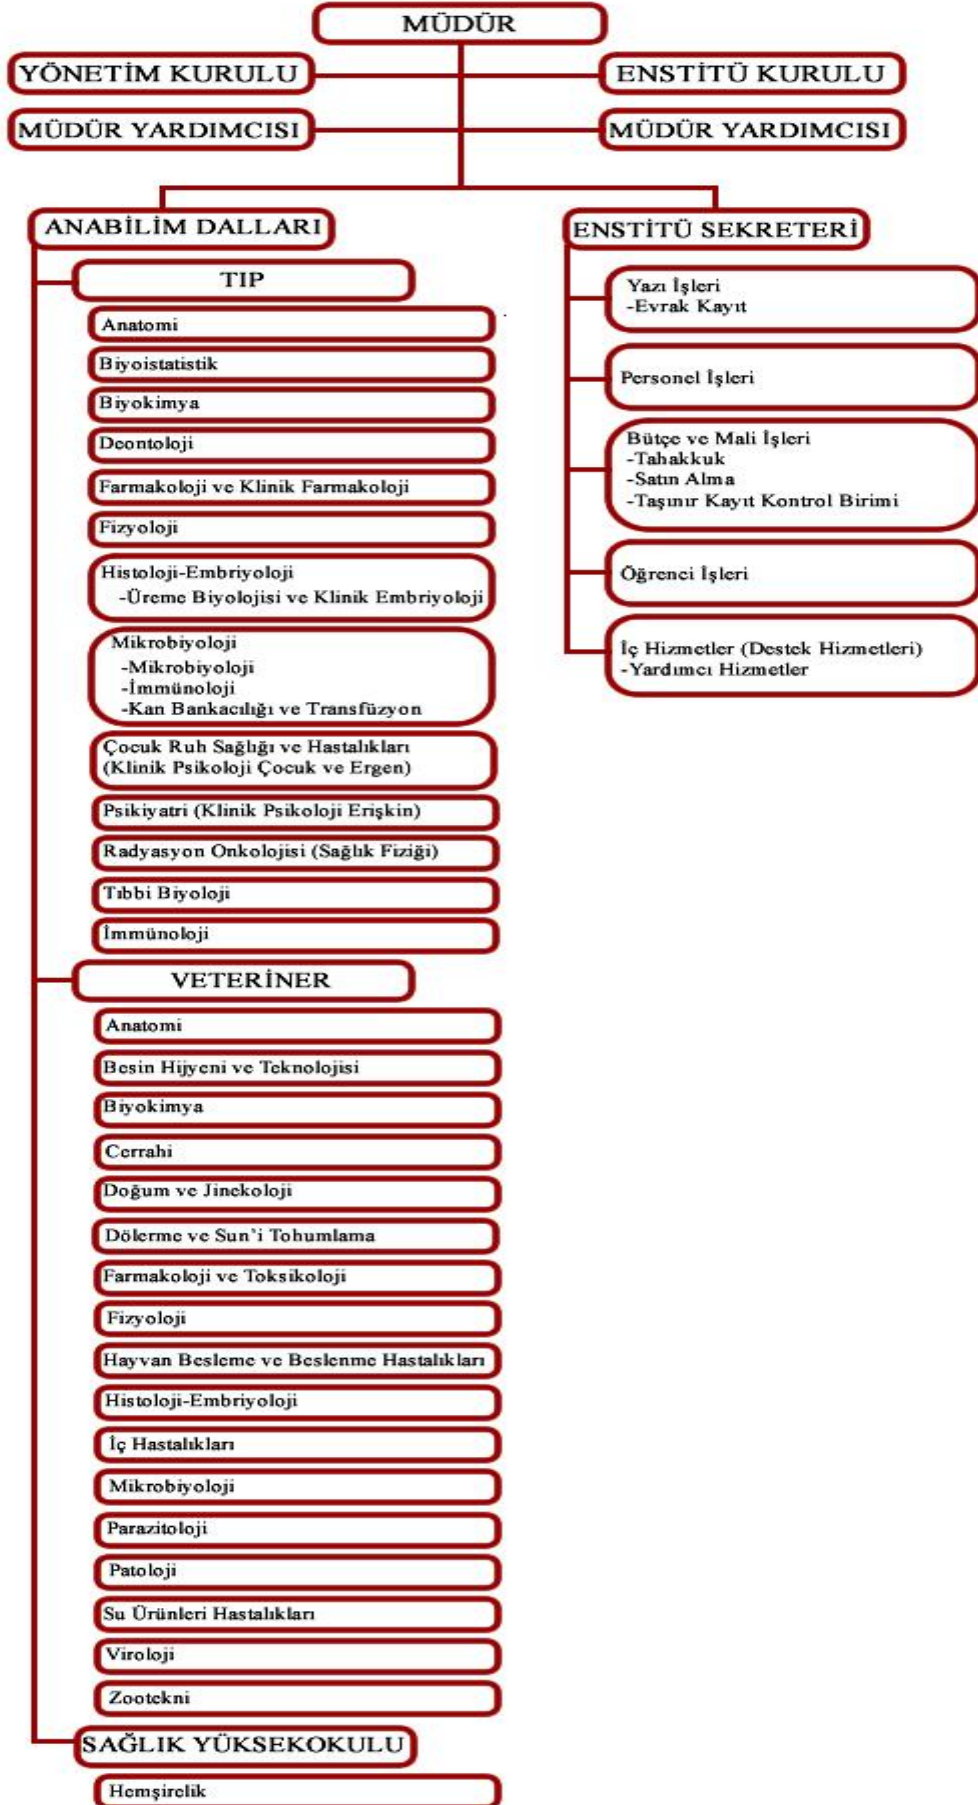 MÜDÜR
YÖNETİM KURULU
ENSTİTÜ KURULU
MÜDÜR YARDIMCISI
MÜDÜR YARDIMCISI
ANABİLİM DALLARI
TIP
Anatomi
Biyoistatistik
Biyokimya
Deontoloji
Farmakoloji ve Klinik Farmakoloji
Fizyoloji
Histoloji-Embriyoloji
-Üreme Biyolojisi ve Klinik Embriyoloji
Mikrobiyoloji
-Mikrobiyoloji
-İmmünoloji
-Kan Bankacılığı ve Transfüzyon
Çocuk Ruh Sağlığı ve Hastalıkları
(Klinik Psikoloji Çocuk ve Ergen)
Psikiyatri (Klinik Psikoloji Erişkin)
Radyasyon Onkolojisi (Sağlık Fiziği)
Tıbbi Biyoloji
İmmünoloji
VETERİNER
Anatomi
Besin Hijyeni ve Teknolojisi
Biyokimya
Cerrahi
Doğum ve Jinekoloji
Dölerme ve Sun'i Tohumlama
Farmakoloji ve Toksikoloji
Fizyoloji
Hayvan Besleme ve Beslenme Hastalıkları
Histoloji-Embriyoloji
İç Hastalıkları
Mikrobiyoloji
Parazitoloji
Patoloji
Su Ürünleri Hastalıkları
Viroloji
Zootekni
SAĞLIK YÜKSEKOKULU
Hemşirelik
ENSTİTÜ SEKRETERİ
Yazı İşleri
-Evrak Kayıt
Personel İşleri
Bütçe ve Mali İşleri
-Tahakkuk
-Satın Alma
-Taşınır Kayıt Kontrol Birimi
Öğrenci İşleri
İç Hizmetler (Destek Hizmetleri)
-Yardımcı Hizmetler